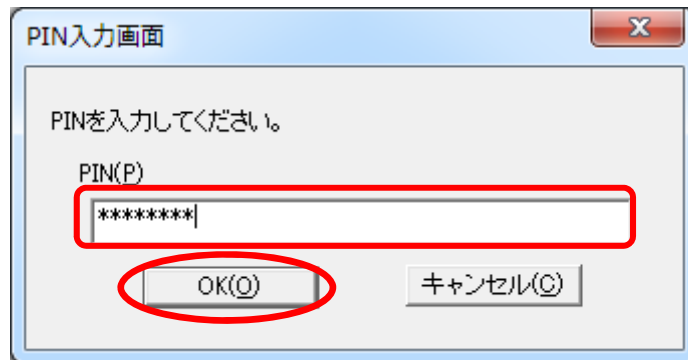 PIN入力画面
PINを入力してください。
PIN(P)
********
OK(O)
キャンセル(C)